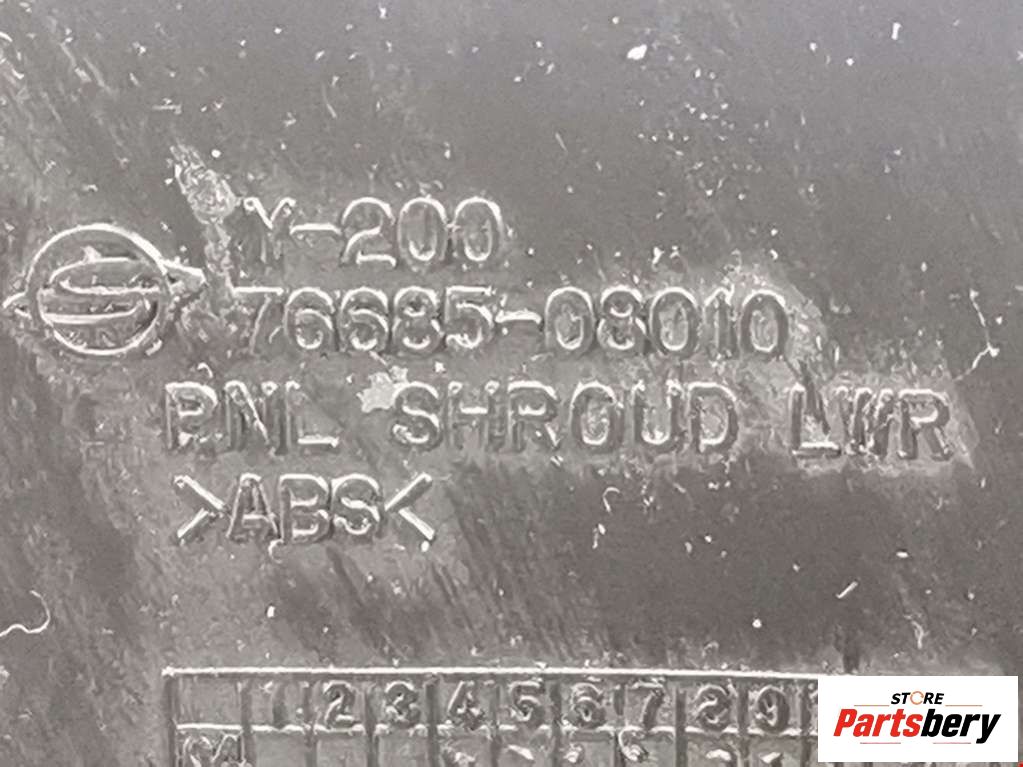 Y-200
76685-08010
PNL SHROUD LWR
>ABS<
1 2 3 4 5 6 7 8 9
STORE
Partsbery